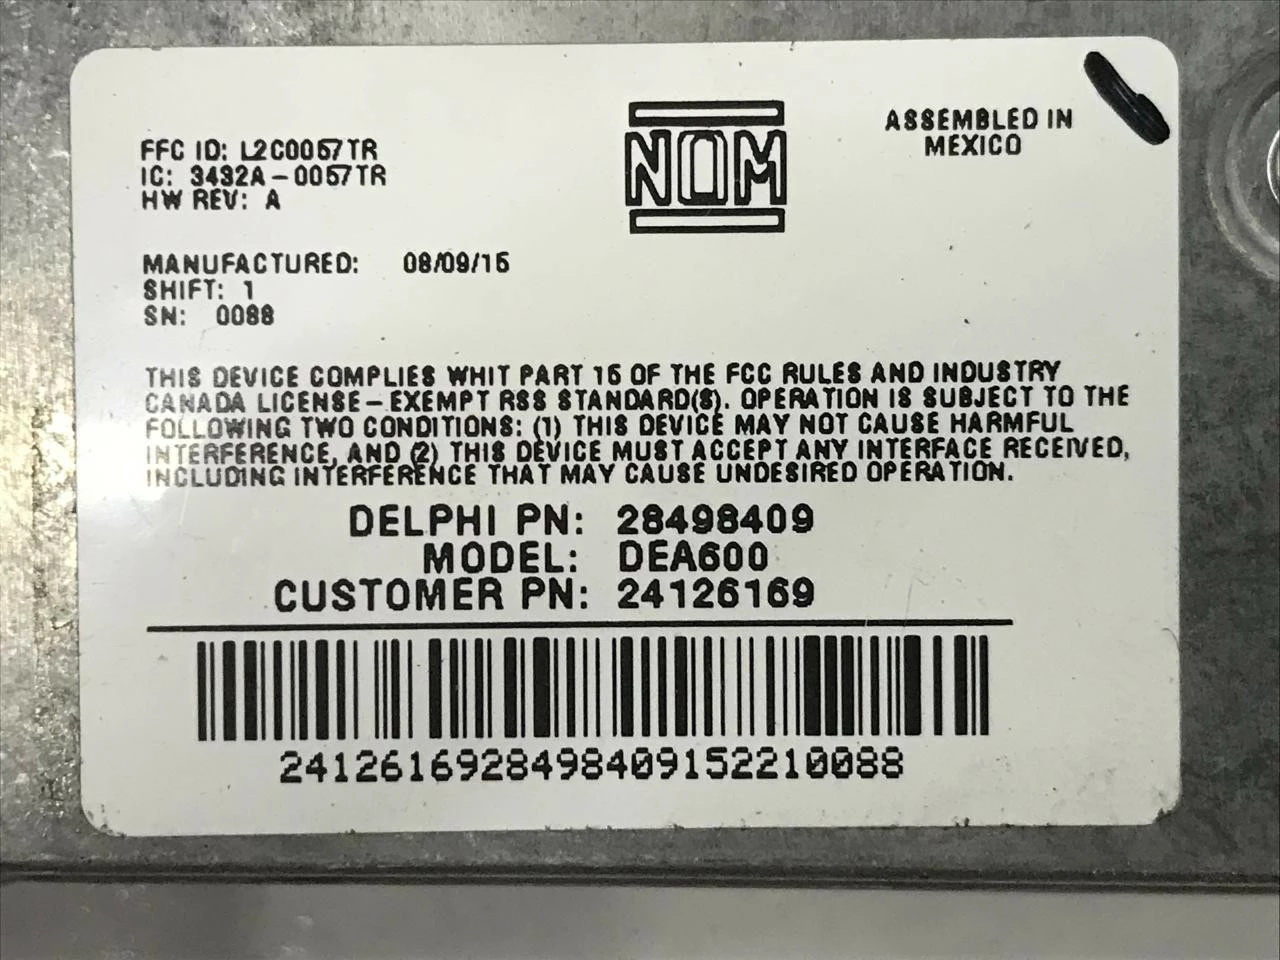 FFC ID: L2C0057TR
IC: 3432A-0057TR
HW REV: A
NOM
ASSEMBLED IN
MEXICO
MANUFACTURED: 08/09/15
SHIFT: 1
SN: 0088
THIS DEVICE COMPLIES WHIT PART 15 OF THE FCC RULES AND INDUSTRY
CANADA LICENSE-EXEMPT RSS STANDARD(S). OPERATION IS SUBJECT TO THE
FOLLOWING TWO CONDITIONS: (1) THIS DEVICE MAY NOT CAUSE HARMFUL
INTERFERENCE, AND (2) THIS DEVICE MUST ACCEPT ANY INTERFACE RECEIVED,
INCLUDING INTERFERENCE THAT MAY CAUSE UNDESIRED OPERATION.
DELPHI PN: 28498409
MODEL: DEA600
CUSTOMER PN: 24126169
2412616928498409152210088